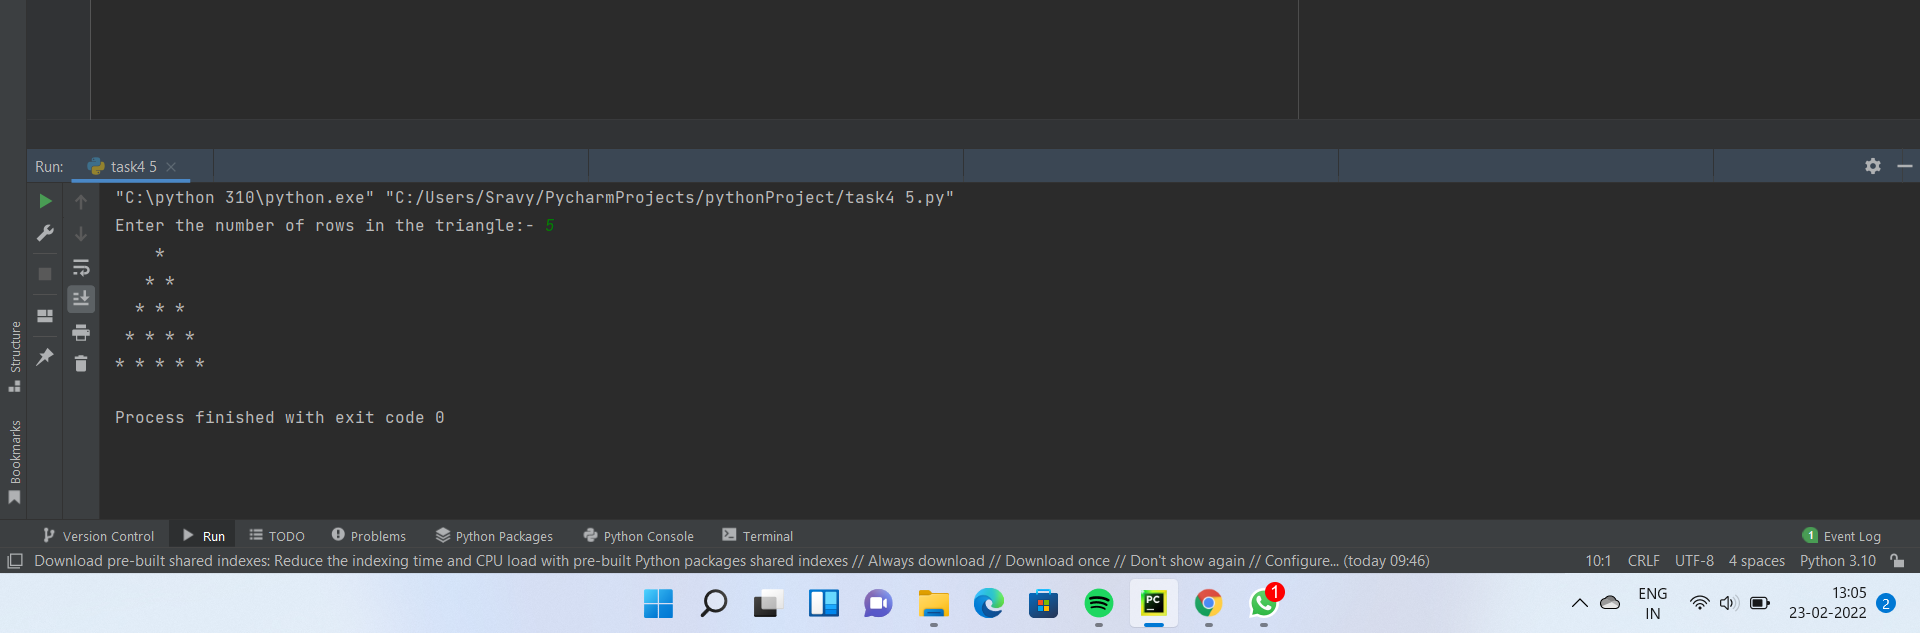 Run: task4 5
"C:\python 310\python.exe" "C:/Users/Sravy/PycharmProjects/pythonProject/task4 5.py"
Enter the number of rows in the triangle:- 5
    *
   * *
  * * *
 * * * *
* * * * *
Process finished with exit code 0
Structure
Bookmarks
Version Control Run TODO Problems Python Packages Python Console Terminal 1 Event Log
Download pre-built shared indexes: Reduce the indexing time and CPU load with pre-built Python packages shared indexes // Always download // Download once // Don't show again // Configure... (today 09:46) 10:1 CRLF UTF-8 4 spaces Python 3.10
PC 1 ENG 13:05
IN 23-02-2022 2